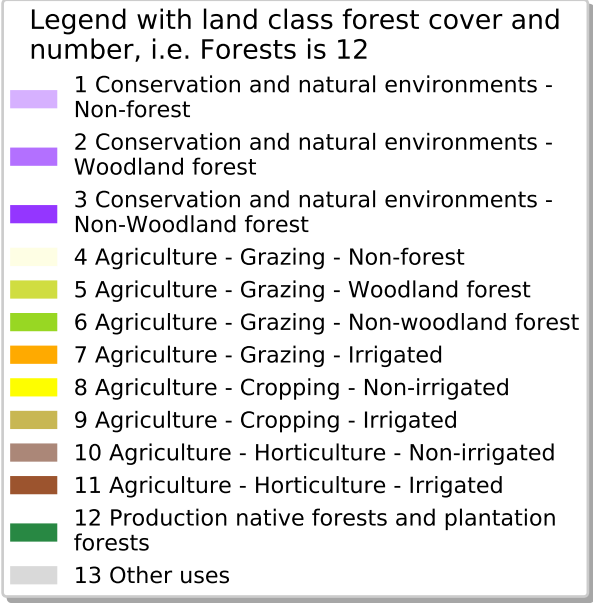 Legend with land class forest cover and
number, i.e. Forests is 12
1 Conservation and natural environments -
Non-forest
2 Conservation and natural environments -
Woodland forest
3 Conservation and natural environments -
Non-Woodland forest
4 Agriculture - Grazing - Non-forest
5 Agriculture - Grazing - Woodland forest
6 Agriculture - Grazing - Non-woodland forest
7 Agriculture - Grazing - Irrigated
8 Agriculture - Cropping - Non-irrigated
9 Agriculture - Cropping - Irrigated
10 Agriculture - Horticulture - Non-irrigated
11 Agriculture - Horticulture - Irrigated
12 Production native forests and plantation
forests
13 Other uses